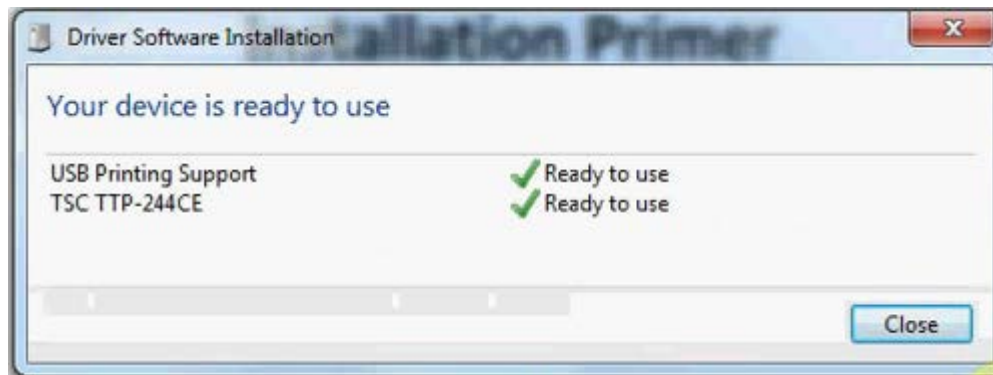 Installation Primer
Driver Software Installation
Your device is ready to use
USB Printing Support
Ready to use
TSC TTP-244CE
Ready to use
Close